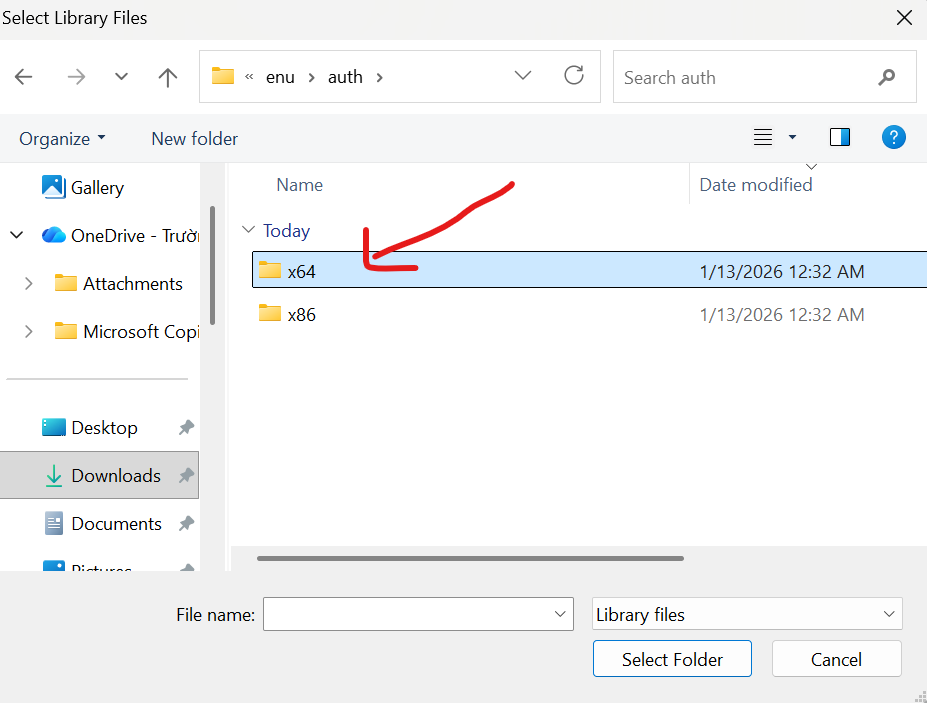 Select Library Files
« enu › auth ›
Search auth
Organize
New folder
?
Name
Date modified
Gallery
Today
OneDrive - Trườ
x64 1/13/2026 12:32 AM
Attachments
x86 1/13/2026 12:32 AM
Microsoft Copi
Desktop
Downloads
Documents
Pictures
File name:
Library files
Select Folder
Cancel